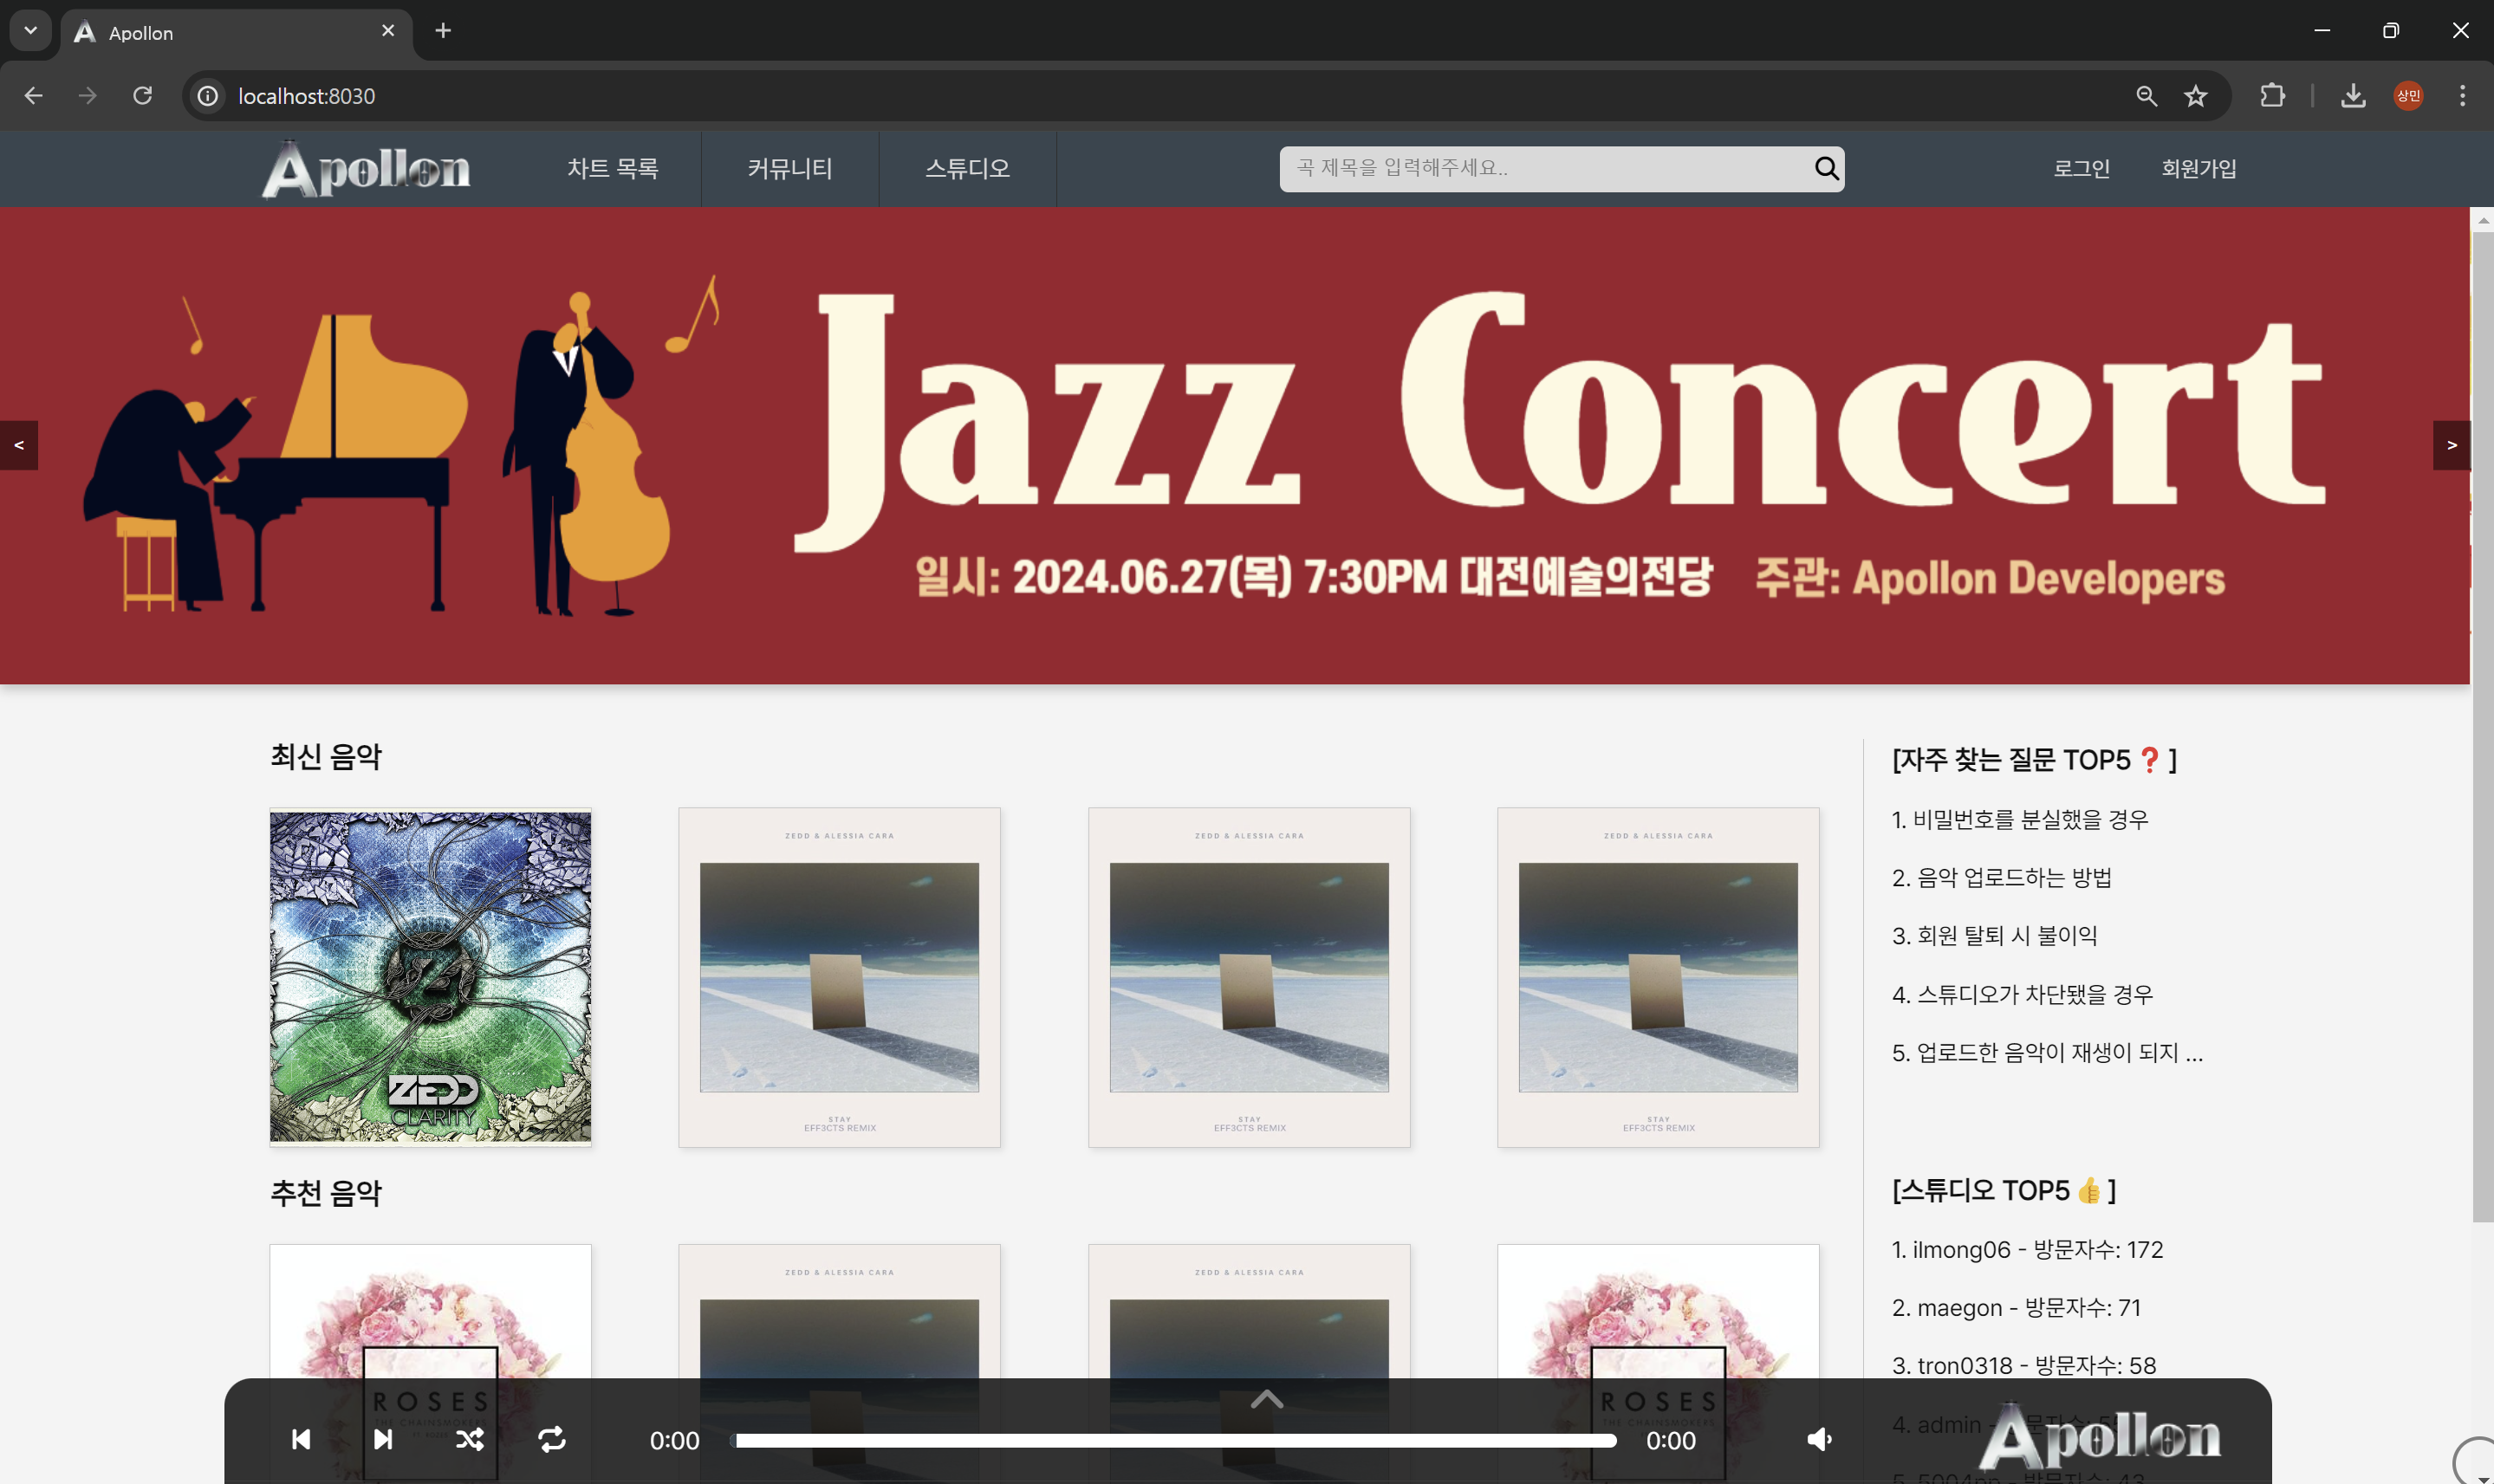 Apollon
localhost:8030
상민
Apollon
차트 목록
커뮤니티
스튜디오
곡 제목을 입력해주세요..
로그인
회원가입
Jazz Concert
일시: 2024.06.27(목) 7:30PM 대전예술의전당 주관: Apollon Developers
<
>
최신 음악
ZEDD
CLARITY
ZEDD & ALESSIA CARA
STAY
EFF3CTS REMIX
ZEDD & ALESSIA CARA
STAY
EFF3CTS REMIX
ZEDD & ALESSIA CARA
STAY
EFF3CTS REMIX
추천 음악
ROSES
THE CHAINSMOKERS
ZEDD & ALESSIA CARA
ZEDD & ALESSIA CARA
ROSES
THE CHAINSMOKERS
[자주 찾는 질문 TOP5❓]
1. 비밀번호를 분실했을 경우
2. 음악 업로드하는 방법
3. 회원 탈퇴 시 불이익
4. 스튜디오가 차단됐을 경우
5. 업로드한 음악이 재생이 되지 ...
[스튜디오 TOP5👍]
1. ilmong06 - 방문자수: 172
2. maegon - 방문자수: 71
3. tron0318 - 방문자수: 58
4. admin -
0:00
0:00
Apollon